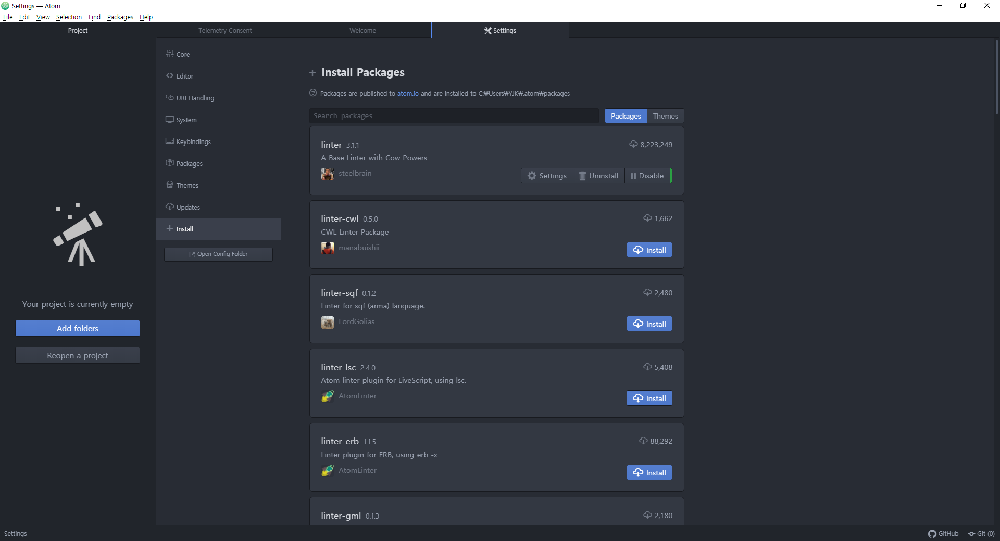 Settings — Atom
File Edit View Selection Find Packages Help
Project
Telemetry Consent
Welcome
Settings
Your project is currently empty
Add folders
Reopen a project
Core
Editor
URI Handling
System
Keybindings
Packages
Themes
Updates
Install
Open Config Folder
Install Packages
Packages are published to atom.io and are installed to C:₩Users₩YJK₩.atom₩packages
Search packages
Packages
Themes
linter 3.1.1
8,223,249
A Base Linter with Cow Powers
steelbrain
Settings
Uninstall
Disable
linter-cwl 0.5.0
1,662
CWL Linter Package
manabuishii
Install
linter-sqf 0.1.2
2,480
Linter for sqf (arma) language.
LordGolias
Install
linter-lsc 2.4.0
5,408
Atom linter plugin for LiveScript, using lsc.
AtomLinter
Install
linter-erb 1.1.5
88,292
Linter plugin for ERB, using erb -x
AtomLinter
Install
linter-gml 0.1.3
2,180
Settings
GitHub
Git (0)